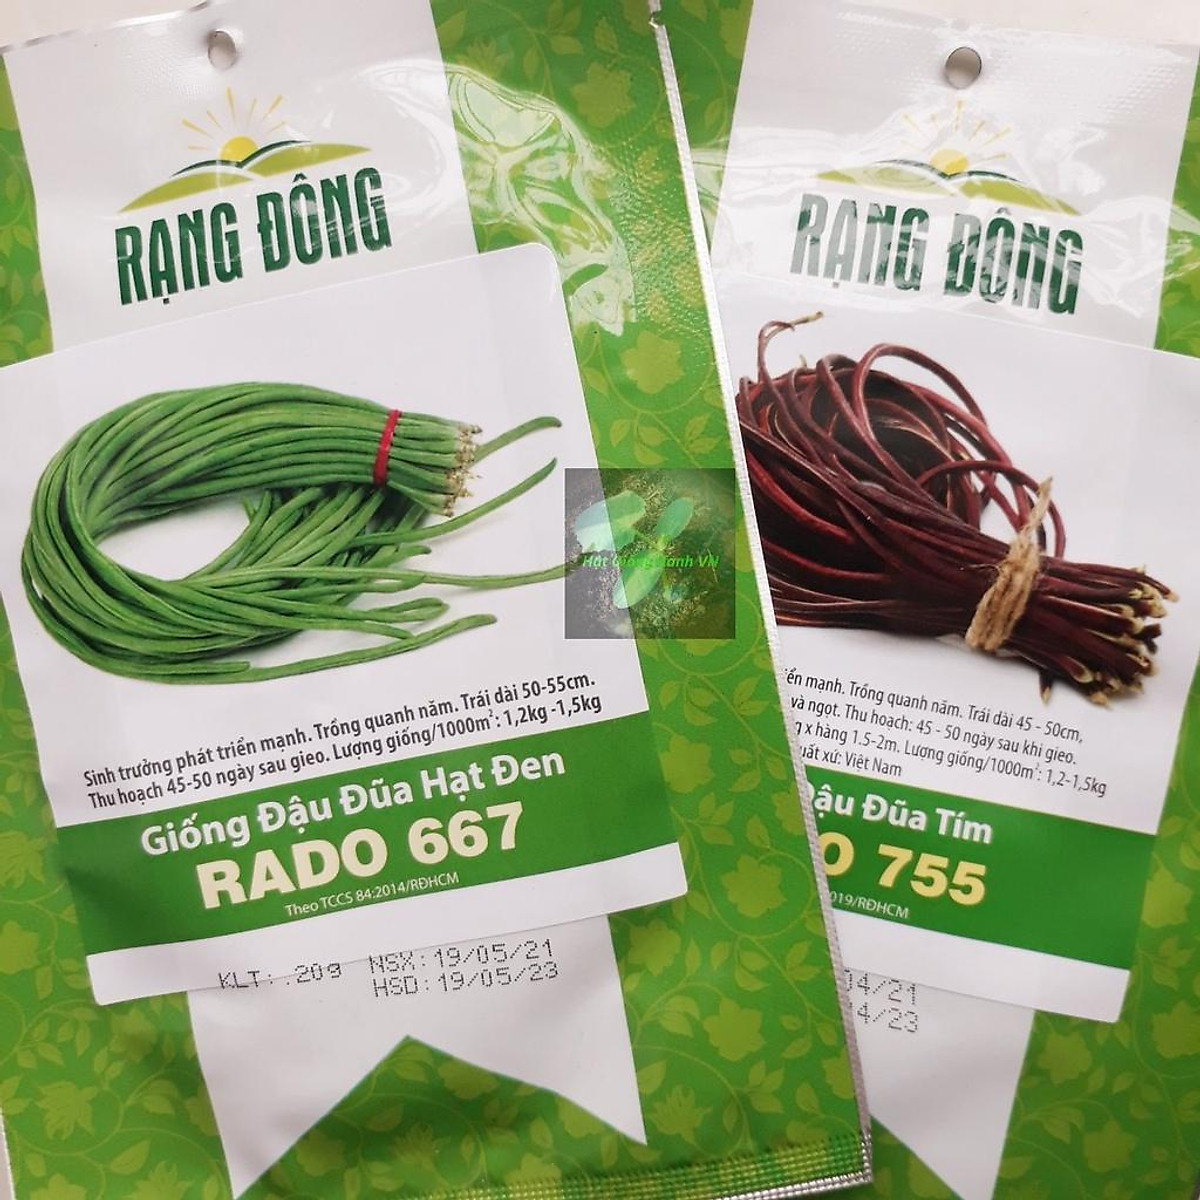 RẠNG ĐÔNG
Sinh trưởng phát triển mạnh. Trồng quanh năm. Trái dài 50-55cm.
Thu hoạch 45-50 ngày sau gieo. Lượng giống/1000m²: 1,2kg -1,5kg
Giống Đậu Đũa Hạt Đen
RADO 667
Theo TCCS 84:2014/RĐHCM
KLT: .20g NSX: 19/05/21
HSD: 19/05/23
RẠNG ĐÔNG
mạnh. Trồng quanh năm. Trái dài 45 - 50cm,
và ngọt. Thu hoạch: 45 - 50 ngày sau khi gieo.
x hàng 1.5-2m. Lượng giống/1000m²: 1,2-1,5kg
xứ: Việt Nam
Đũa Tím
755
019/RĐHCM
04/21
4/23
VN